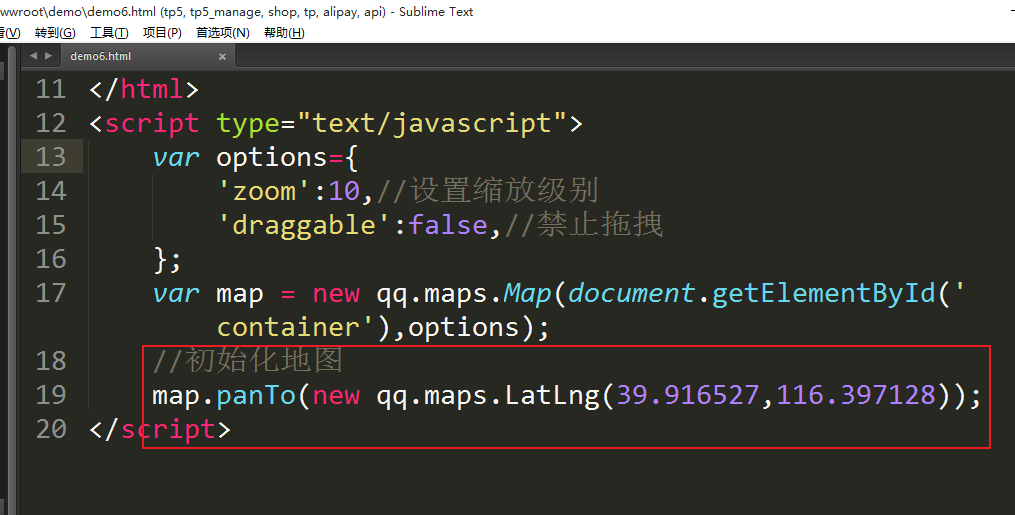 wwroot\demo\demo6.html (tp5, tp5_manage, shop, tp, alipay, api) - Sublime Text
看(V) 转到(G) 工具(T) 项目(P) 首选项(N) 帮助(H)
demo6.html ×
11 </html>
12 <script type="text/javascript">
13 var options={
14 'zoom':10,//设置缩放级别
15 'draggable':false,//禁止拖拽
16 };
17 var map = new qq.maps.Map(document.getElementById('
container'),options);
18 //初始化地图
19 map.panTo(new qq.maps.LatLng(39.916527,116.397128));
20 </script>